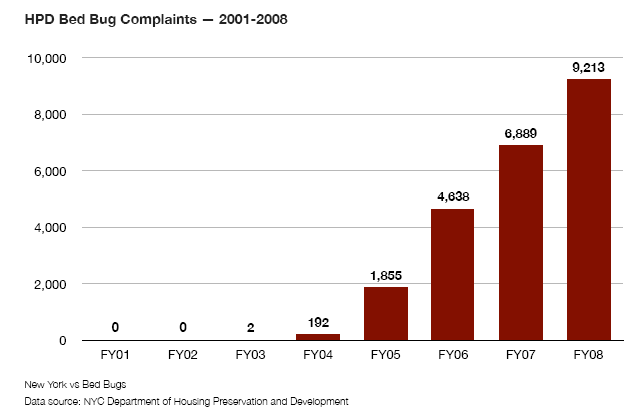 HPD Bed Bug Complaints — 2001-2008
10,000
9,213
8,000
6,889
6,000
4,638
4,000
1,855
2,000
192
0 0 2
0
FY01 FY02 FY03 FY04 FY05 FY06 FY07 FY08
New York vs Bed Bugs
Data source: NYC Department of Housing Preservation and Development